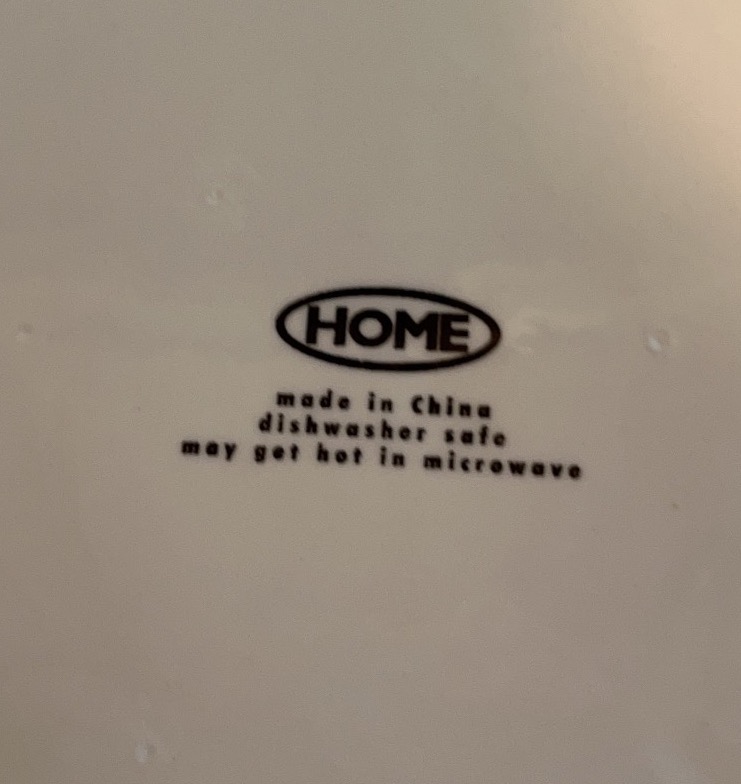 HOME
made in China
dishwasher safe
may get hot in microwave